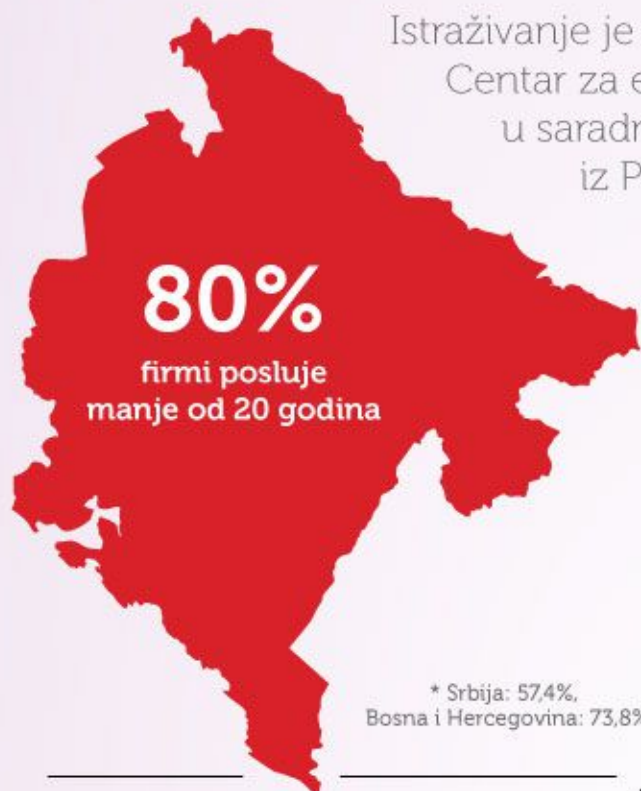 Istraživanje je
Centar za
u saradr
iz P
80%
firmi posluje
manje od 20 godina
* Srbija: 57,4%,
Bosna i Hercegovina: 73,8%